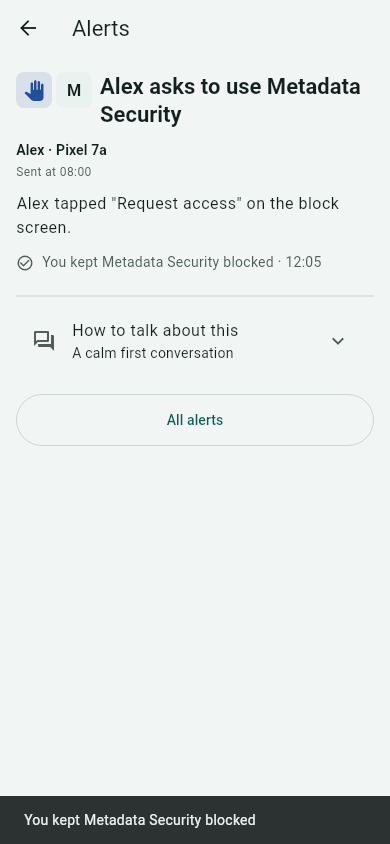 Alerts
M
Alex asks to use Metadata
Security
Alex · Pixel 7a
Sent at 08:00
Alex tapped "Request access" on the block
screen.
You kept Metadata Security blocked · 12:05
How to talk about this
A calm first conversation
All alerts
You kept Metadata Security blocked